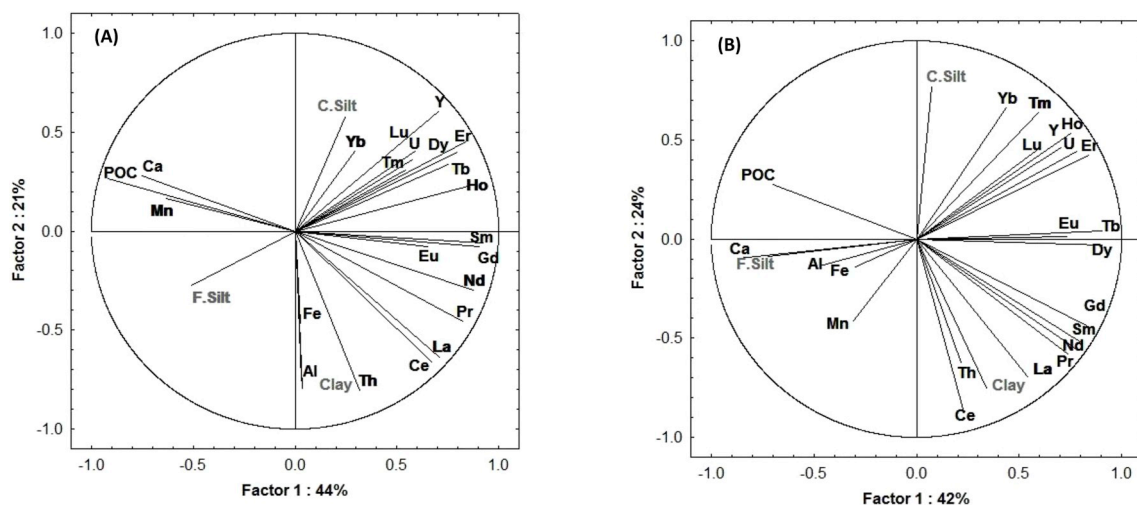 (A)
1.0
C.Silt
Y
0.5
Yb
Lu
U
Dy
Er
POC
Ca
Tm
Tb
Mn
Ho
0.0
Eu
Sm
Gd
F.Silt
Nd
Fe
Pr
-0.5
La
Al
Clay
Th
Ce
-1.0
-1.0
0.0
0.5
1.0
Factor 1 : 44%
Factor 2 : 21%
(B)
1.0
C.Silt
Yb
Tm
0.5
Lu
Y
Ho
U
Er
POC
0.0
Eu
Tb
Ca
F.Silt
Al
Fe
Dy
Mn
Gd
Sm
-0.5
Nd
Th
Clay
La
Pr
Ce
-1.0
-1.0
-0.5
0.0
0.5
1.0
Factor 1 : 42%
Factor 2 : 24%